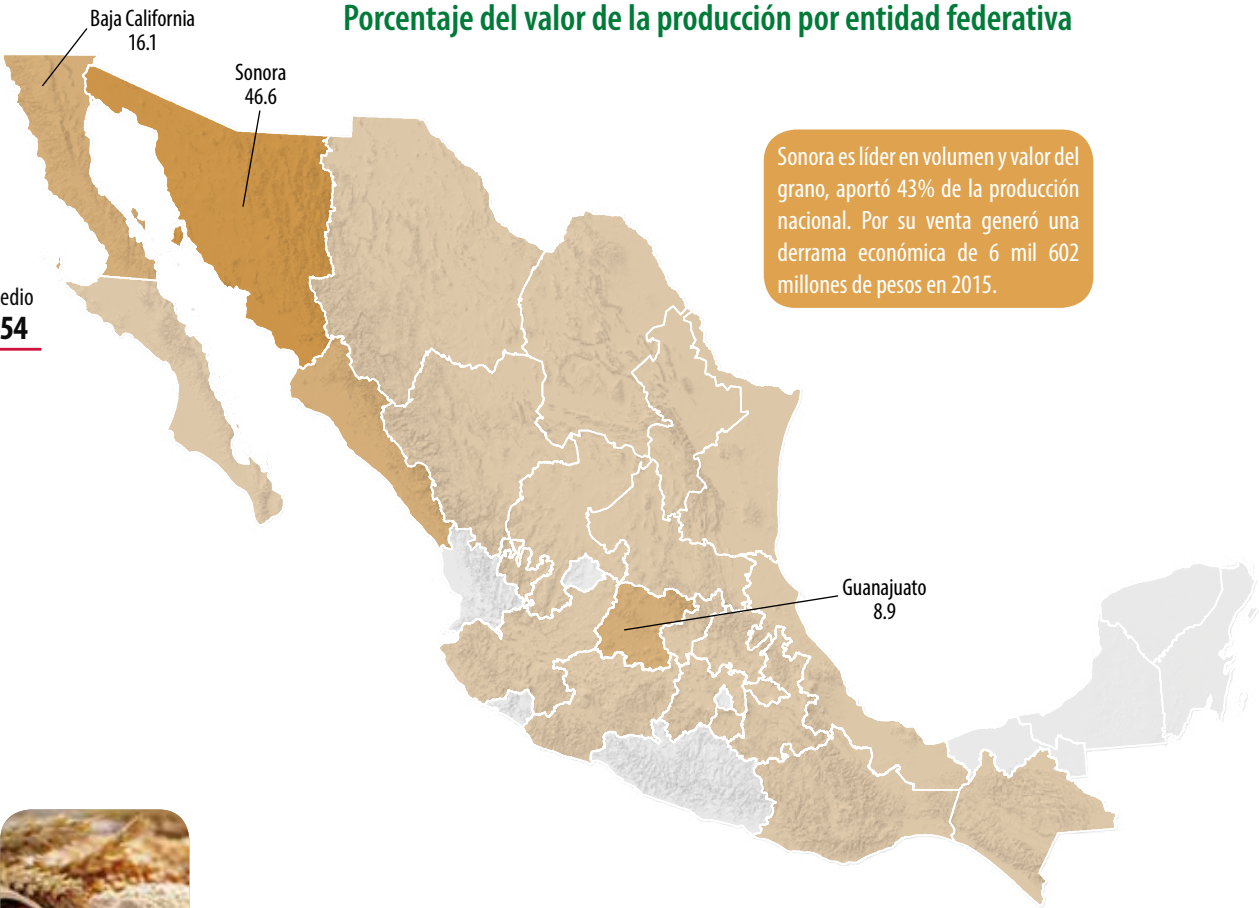 Porcentaje del valor de la producción por entidad federativa
Baja California
16.1
Sonora
46.6
Sonora es líder en volumen y valor del
grano, aportó 43% de la producción
nacional. Por su venta generó una
derrama económica de 6 mil 602
millones de pesos en 2015.
edio
54
Guanajuato
8.9